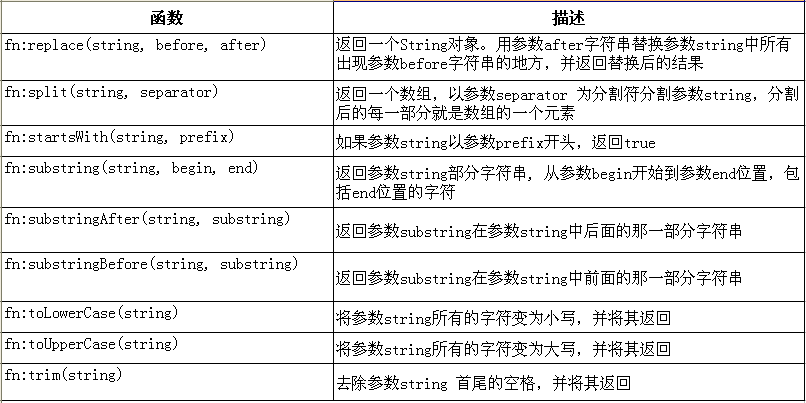 函数 描述
fn:replace(string, before, after) 返回一个String对象。用参数after字符串替换参数string中所有
出现参数before字符串的地方，并返回替换后的结果
fn:split(string, separator) 返回一个数组，以参数separator 为分割符分割参数string，分割
后的每一部分就是数组的一个元素
fn:startsWith(string, prefix) 如果参数string以参数prefix开头，返回true
fn:substring(string, begin, end) 返回参数string部分字符串, 从参数begin开始到参数end位置，包
括end位置的字符
fn:substringAfter(string, substring) 返回参数substring在参数string中后面的那一部分字符串
fn:substringBefore(string, substring) 返回参数substring在参数string中前面的那一部分字符串
fn:toLowerCase(string) 将参数string所有的字符变为小写，并将其返回
fn:toUpperCase(string) 将参数string所有的字符变为大写，并将其返回
fn:trim(string) 去除参数string 首尾的空格，并将其返回